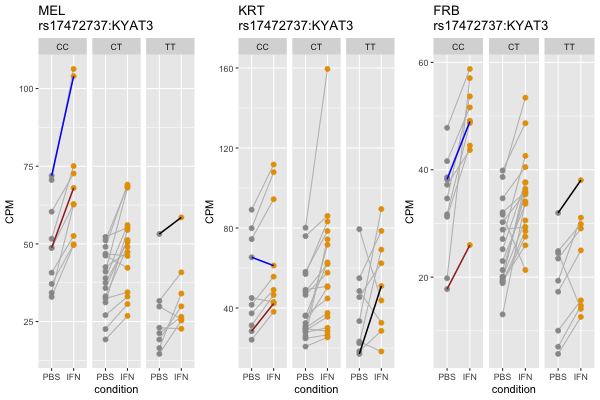 MEL
rs17472737:KYAT3
CC CT TT
100
75
50
25
CPM
PBS IFN PBS IFN PBS IFN
condition
KRT
rs17472737:KYAT3
CC CT TT
160
120
80
40
CPM
PBS IFN PBS IFN PBS IFN
condition
FRB
rs17472737:KYAT3
CC CT TT
60
40
20
CPM
PBS IFN PBS IFN PBS IFN
condition